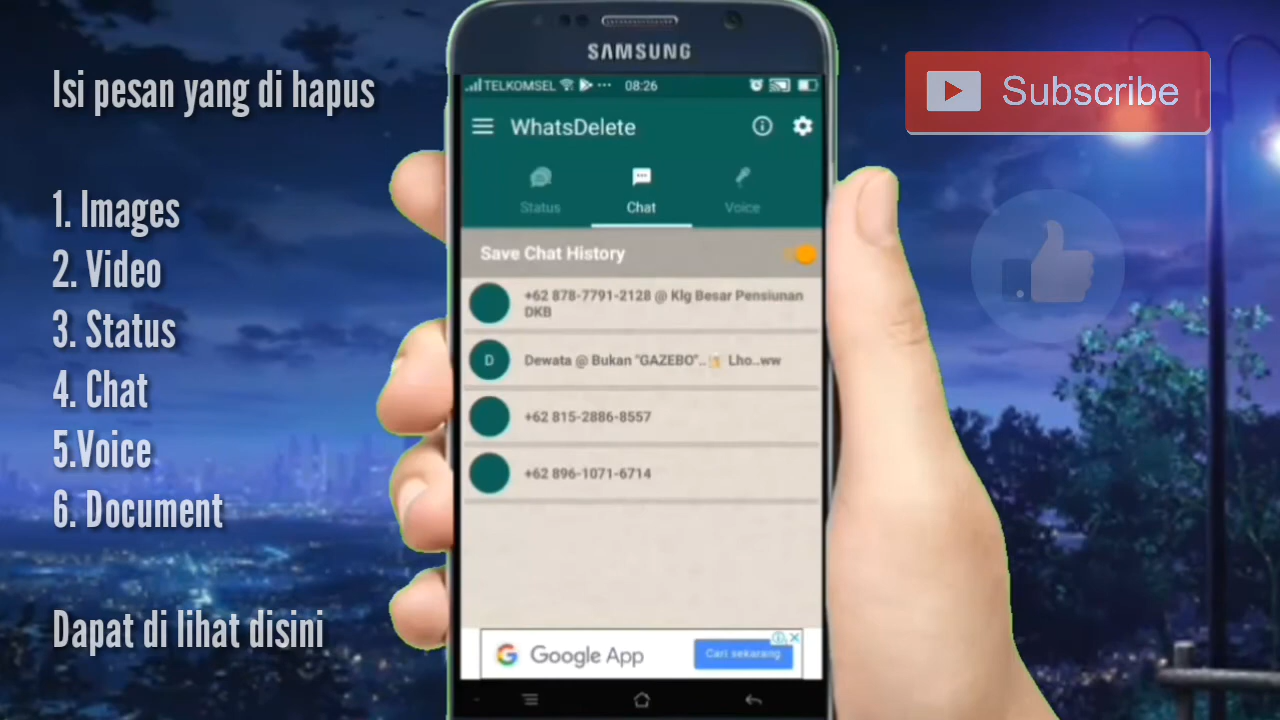 Isi pesan yang di hapus
1. Images
2. Video
3. Status
4. Chat
5.Voice
6. Document
Dapat di lihat disini
SAMSUNG
TELKOMSEL 08:26
WhatsDelete
Status Chat Voice
Save Chat History
+62 878-7791-2128 @ Klg Besar Pensiunan
DKB
D
Dewata @ Bukan "GAZEBO".. Lho..ww
+62 815-2886-8557
+62 896-1071-6714
Google App
Cari sekarang
Subscribe